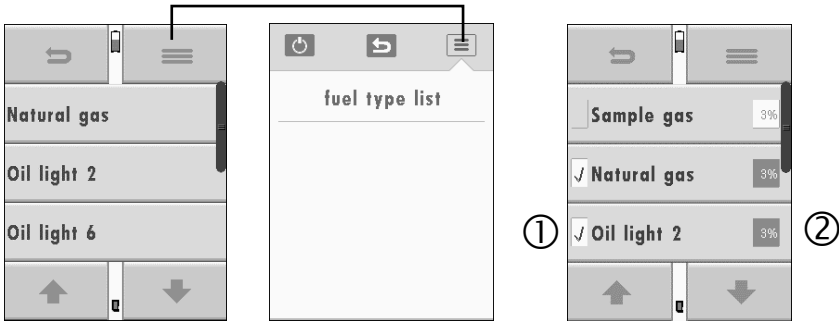 Natural gas
Oil light 2
Oil light 6
fuel type list
Sample gas 3%
√ Natural gas 3%
① √ Oil light 2 3% ②